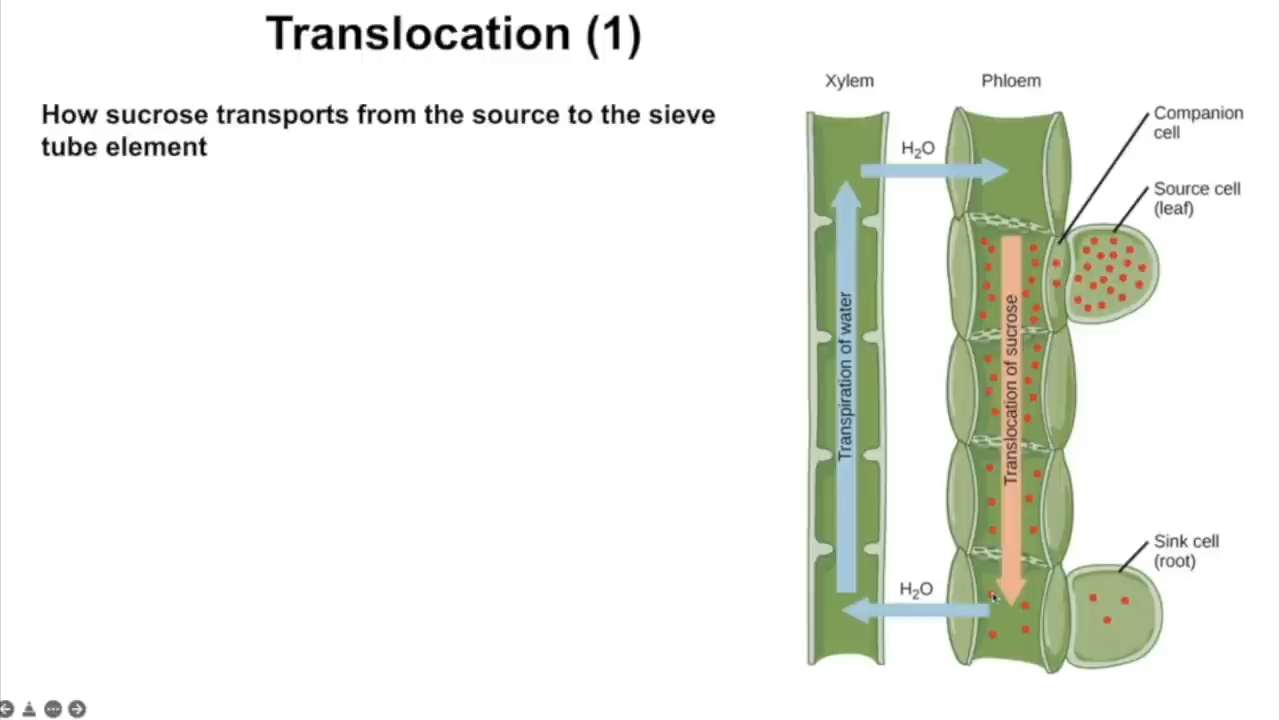 Translocation (1)
How sucrose transports from the source to the sieve
tube element
Xylem
Phloem
Companion
cell
H₂O
Source cell
(leaf)
Transpiration of water
Translocation of sucrose
Sink cell
(root)
H₂O